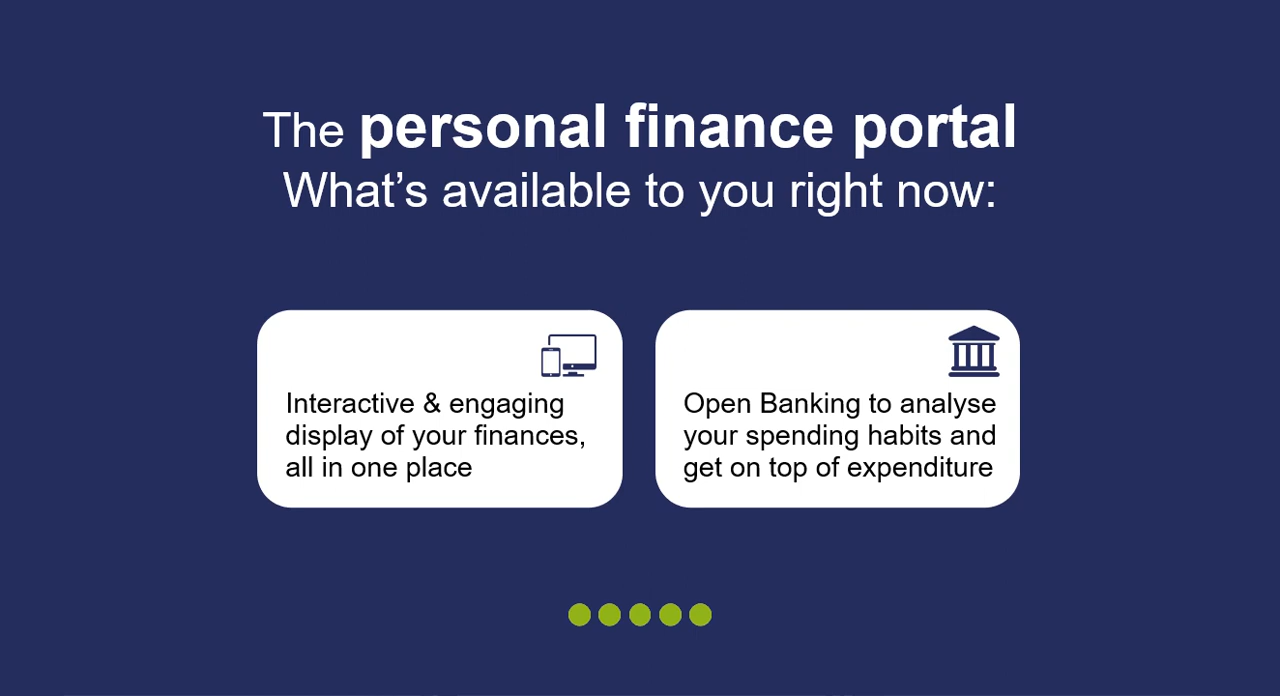 The personal finance portal
What’s available to you right now:
Interactive & engaging
display of your finances,
all in one place
Open Banking to analyse
your spending habits and
get on top of expenditure